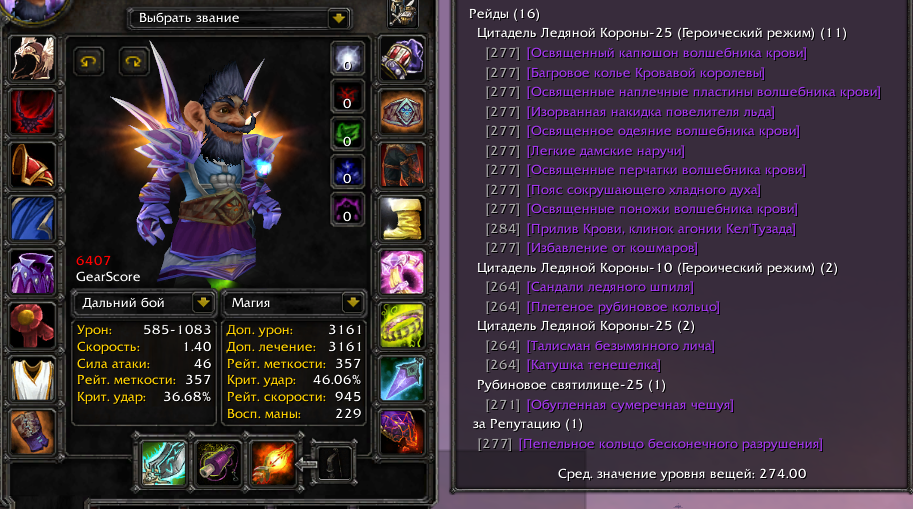 Выбрать звание
0
0
0
0
0
6407
GearScore
Дальний бой
Магия
Урон: 585-1083
Скорость: 1.40
Сила атаки: 46
Рейт. меткости: 357
Крит. удар: 36.68%
Доп. урон: 3161
Доп. лечение: 3161
Рейт. меткости: 357
Крит. удар: 46.06%
Рейт. скорости: 945
Восп. маны: 229
Рейды (16)
Цитадель Ледяной Короны-25 (Героический режим) (11)
[277] [Освященный капюшон волшебника крови]
[277] [Багровое колье Кровавой королевы]
[277] [Освященные наплечные пластины волшебника крови]
[277] [Изорванная накидка повелителя льда]
[277] [Освященное одеяние волшебника крови]
[277] [Легкие дамские наручи]
[277] [Освященные перчатки волшебника крови]
[277] [Пояс сокрушающего хладного духа]
[277] [Освященные поножи волшебника крови]
[284] [Прилив Крови, клинок агонии Кел'Тузада]
[277] [Избавление от кошмаров]
Цитадель Ледяной Короны-10 (Героический режим) (2)
[264] [Сандали ледяного шпиля]
[264] [Плетеное рубиновое кольцо]
Цитадель Ледяной Короны-25 (2)
[264] [Талисман безымянного лича]
[264] [Катушка тенешелка]
Рубиновое святилище-25 (1)
[271] [Обугленная сумеречная чешуя]
за Репутацию (1)
[277] [Пепельное кольцо бесконечного разрушения]
Сред. значение уровня вещей: 274.00